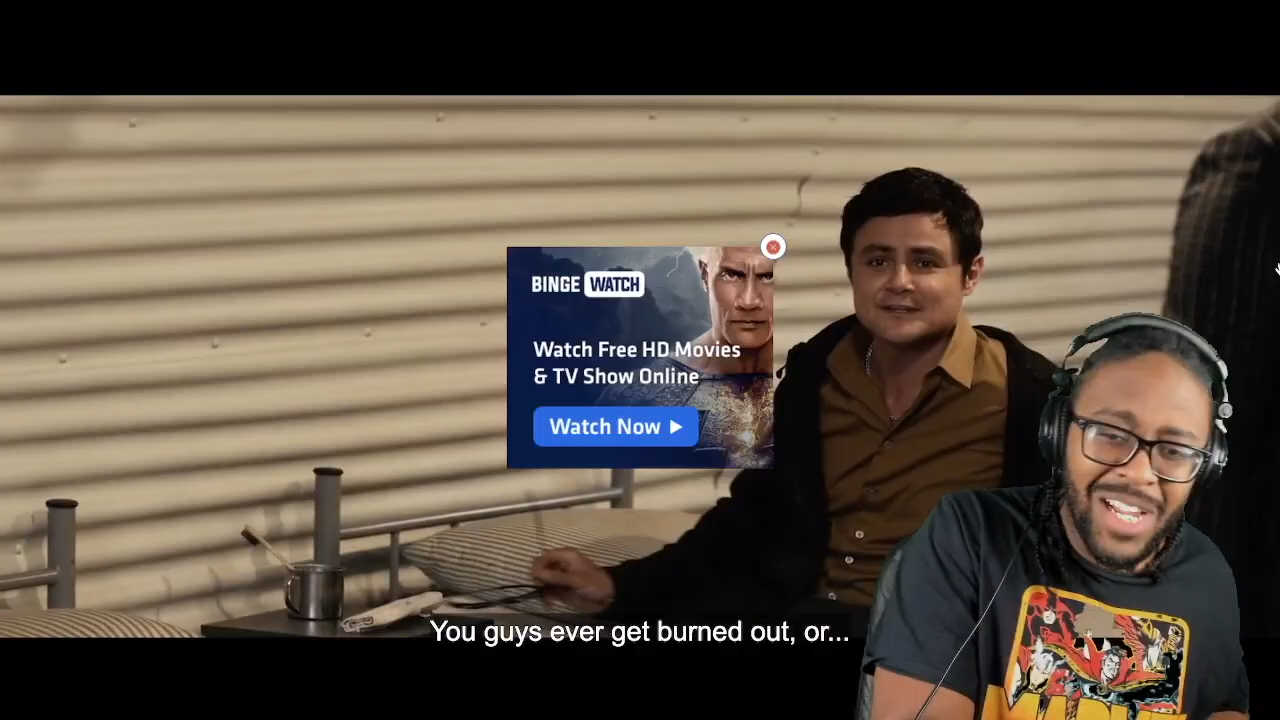 BINGE WATCH
Watch Free HD Movies
& TV Show Online
Watch Now
You guys ever get burned out, or...